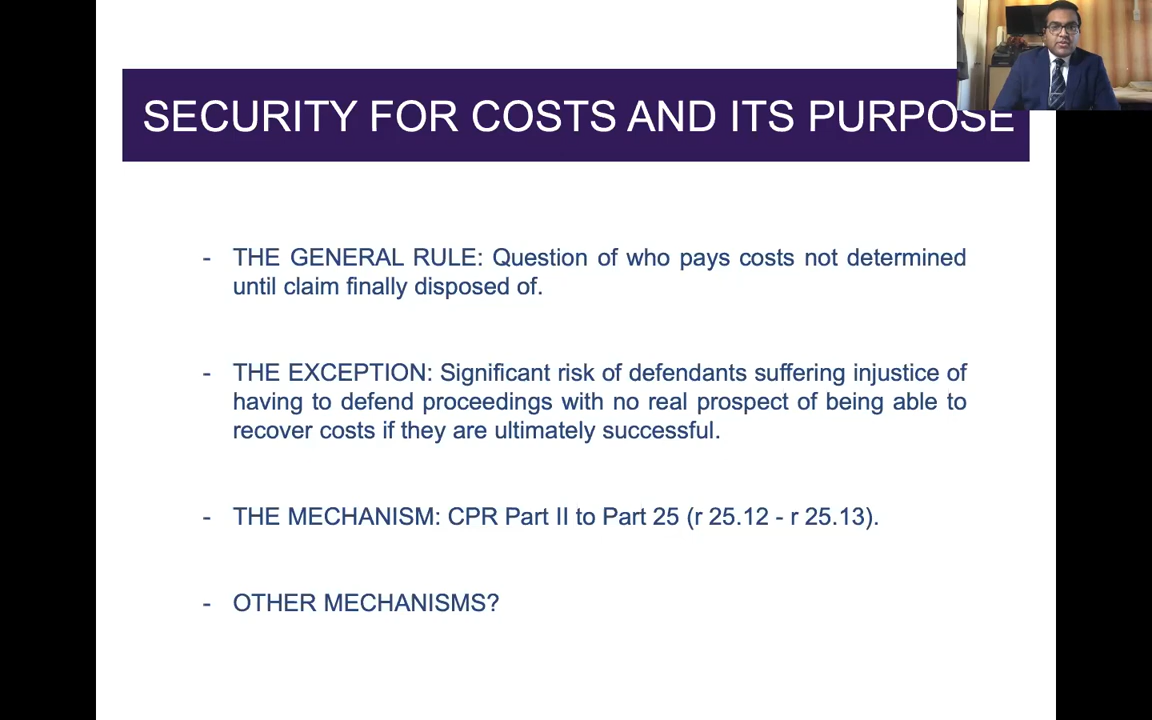 SECURITY FOR COSTS AND ITS PURPOSE
- THE GENERAL RULE: Question of who pays costs not determined
until claim finally disposed of.
- THE EXCEPTION: Significant risk of defendants suffering injustice of
having to defend proceedings with no real prospect of being able to
recover costs if they are ultimately successful.
- THE MECHANISM: CPR Part II to Part 25 (r 25.12 - r 25.13).
- OTHER MECHANISMS?